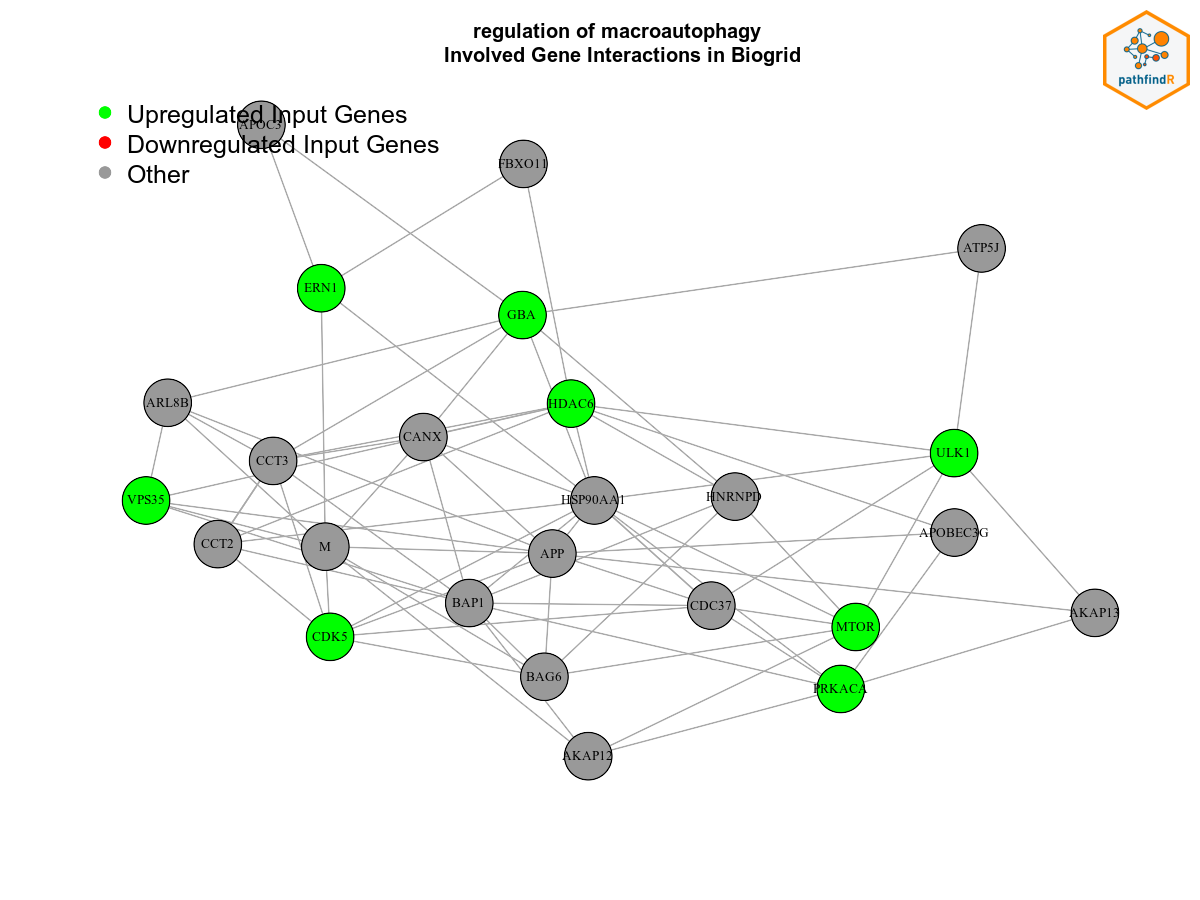 regulation of macroautophagy
Involved Gene Interactions in Biogrid
pathfindR
Upregulated Input Genes
APOC3
Downregulated Input Genes
Other
FBXO11
ATP5J
ERN1
GBA
ARL8B
HDAC6
CANX
CCT3
ULK1
VPS35
HSP90AA1
HNRNPD
APOBEC3G
CCT2
M
APP
BAP1
CDC37
AKAP13
CDK5
MTOR
BAG6
PRKACA
AKAP12